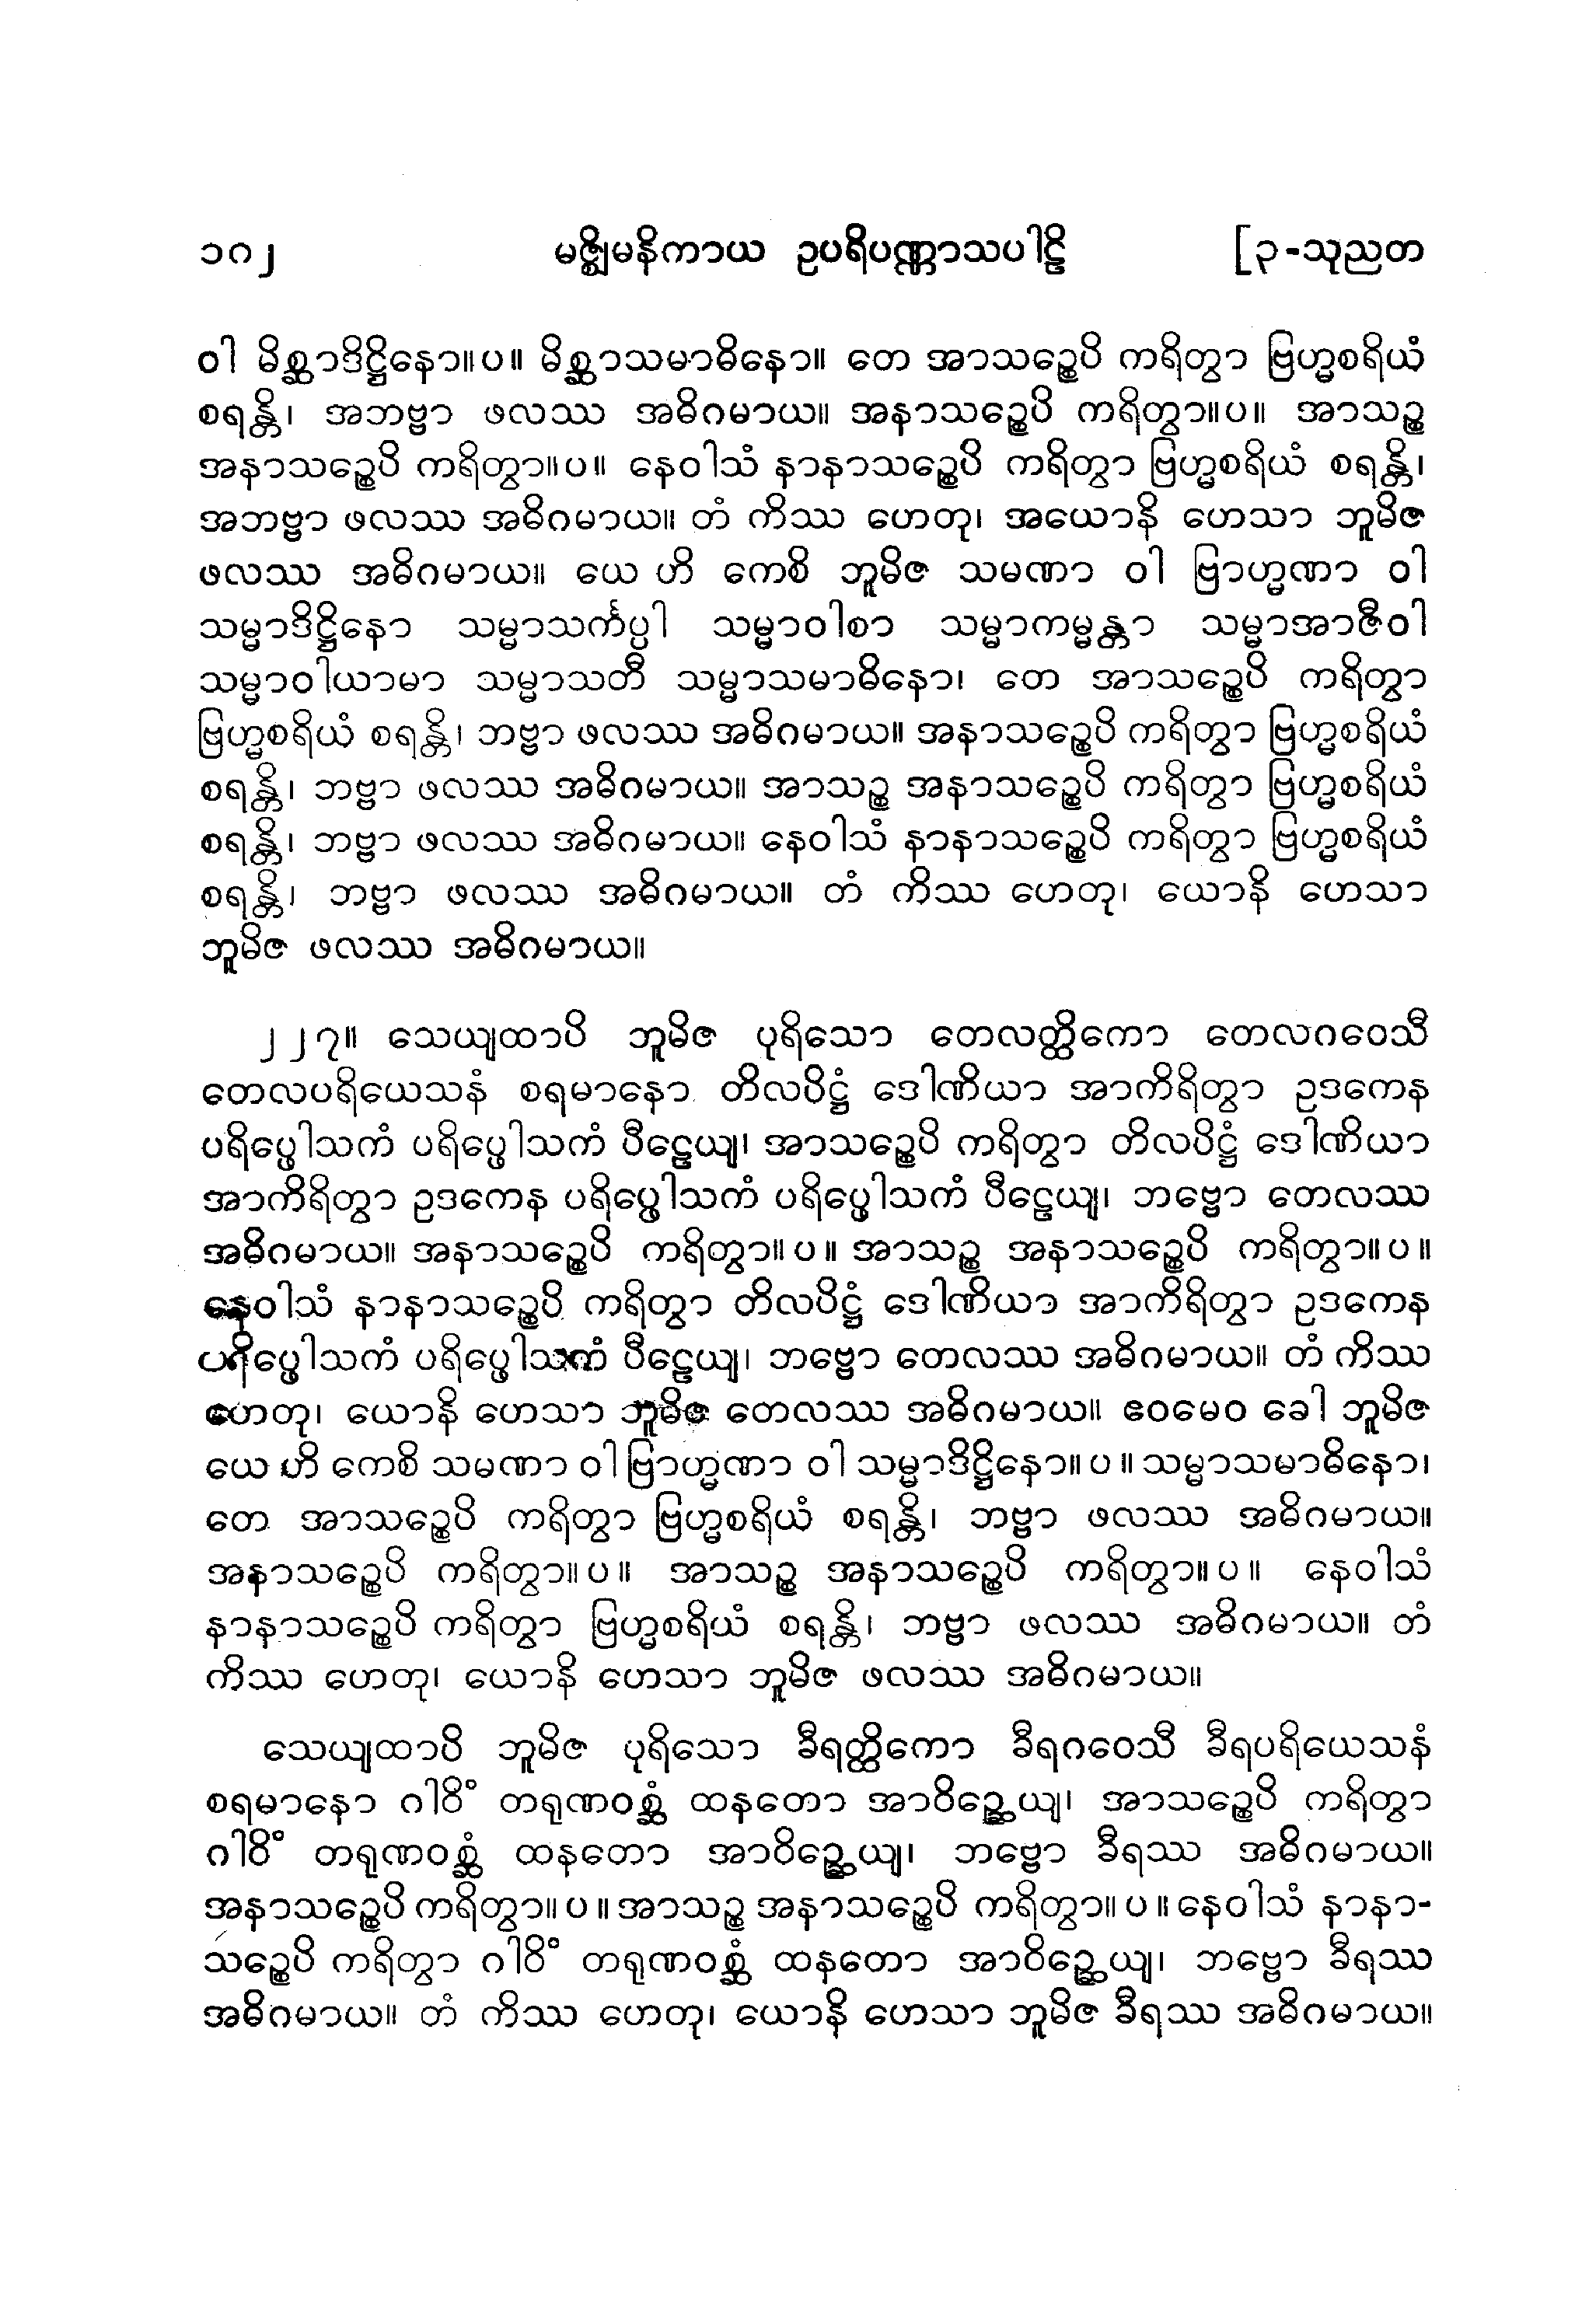 ၁၀၂ မဇ္ဈိမနိကာယ ဥပရိပဏ္ဏာသပါဠိ [၃-သုညတ
ဝါ မိစ္ဆာဒိဋ္ဌိနော။ပ။ မိစ္ဆာသမာဓိနော။ တေ အာသဉ္စေပိ ကရိတွာ ဗြဟ္မစရိယံ
စရန္တိ၊ အဘဗ္ဗာ ဖလဿ အဓိဂမာယ။ အနာသဉ္စေပိ ကရိတွာ။ပ။ အာသဉ္စ
အနာသဉ္စေပိ ကရိတွာ။ပ။ နေဝါသံ နာနာသဉ္စေပိ ကရိတွာ ဗြဟ္မစရိယံ စရန္တိ၊
အဘဗ္ဗာ ဖလဿ အဓိဂမာယ။ တံ ကိဿ ဟေတု၊ အယောနိ ဟေသာ ဘူမိဇ
ဖလဿ အဓိဂမာယ။ ယေ ဟိ ကေစိ ဘူမိဇ သမဏာ ဝါ ဗြာဟ္မဏာ ဝါ
သမ္မာဒိဋ္ဌိနော သမ္မာသင်္ကပ္ပါ သမ္မာဝါစာ သမ္မာကမ္မန္တာ သမ္မာအာဇီဝါ
သမ္မာဝါယာမာ သမ္မာသတီ သမ္မာသမာဓိနော၊ တေ အာသဉ္စေပိ ကရိတွာ
ဗြဟ္မစရိယံ စရန္တိ၊ ဘဗ္ဗာ ဖလဿ အဓိဂမာယ။ အနာသဉ္စေပိ ကရိတွာ ဗြဟ္မစရိယံ
စရန္တိ၊ ဘဗ္ဗာ ဖလဿ အဓိဂမာယ။ အာသဉ္စ အနာသဉ္စေပိ ကရိတွာ ဗြဟ္မစရိယံ
စရန္တိ၊ ဘဗ္ဗာ ဖလဿ အဓိဂမာယ။ နေဝါသံ နာနာသဉ္စေပိ ကရိတွာ ဗြဟ္မစရိယံ
စရန္တိ၊ ဘဗ္ဗာ ဖလဿ အဓိဂမာယ။ တံ ကိဿ ဟေတု၊ ယောနိ ဟေသာ
ဘူမိဇ ဖလဿ အဓိဂမာယ။
၂၂၇။ သေယျထာပိ ဘူမိဇ ပုရိသော တေလတ္ထိကော တေလဂဝေသီ
တေလပရိယေသနံ စရမာနော တိလပိဋ္ဌံ ဒေါဏိယာ အာကိရိတွာ ဥဒကေန
ပရိပ္ဖေါသကံ ပရိပ္ဖေါသကံ ပီဠေယျ၊ အာသဉ္စေပိ ကရိတွာ တိလပိဋ္ဌံ ဒေါဏိယာ
အာကိရိတွာ ဥဒကေန ပရိပ္ဖေါသကံ ပရိပ္ဖေါသကံ ပီဠေယျ၊ ဘဗ္ဗော တေလဿ
အဓိဂမာယ။ အနာသဉ္စေပိ ကရိတွာ။ပ။ အာသဉ္စ အနာသဉ္စေပိ ကရိတွာ။ပ။
နေဝါသံ နာနာသဉ္စေပိ ကရိတွာ တိလပိဋ္ဌံ ဒေါဏိယာ အာကိရိတွာ ဥဒကေန
ပရိပ္ဖေါသကံ ပရိပ္ဖေါသကံ ပီဠေယျ၊ ဘဗ္ဗော တေလဿ အဓိဂမာယ။ တံ ကိဿ
ဟေတု၊ ယောနိ ဟေသာ ဘူမိဇ တေလဿ အဓိဂမာယ။ ဧဝမေဝ ခေါ ဘူမိဇ
ယေ ဟိ ကေစိ သမဏာ ဝါ ဗြာဟ္မဏာ ဝါ သမ္မာဒိဋ္ဌိနော။ပ။ သမ္မာသမာဓိနော၊
တေ အာသဉ္စေပိ ကရိတွာ ဗြဟ္မစရိယံ စရန္တိ၊ ဘဗ္ဗာ ဖလဿ အဓိဂမာယ။
အနာသဉ္စေပိ ကရိတွာ။ပ။ အာသဉ္စ အနာသဉ္စေပိ ကရိတွာ။ပ။ နေဝါသံ
နာနာသဉ္စေပိ ကရိတွာ ဗြဟ္မစရိယံ စရန္တိ၊ ဘဗ္ဗာ ဖလဿ အဓိဂမာယ။ တံ
ကိဿ ဟေတု၊ ယောနိ ဟေသာ ဘူမိဇ ဖလဿ အဓိဂမာယ။
သေယျထာပိ ဘူမိဇ ပုရိသော ခီရတ္ထိကော ခီရဂဝေသီ ခီရပရိယေသနံ
စရမာနော ဂါဝိံ တရုဏဝစ္ဆံ ထနတော အာဝိဉ္ဆေယျ၊ အာသဉ္စေပိ ကရိတွာ
ဂါဝိံ တရုဏဝစ္ဆံ ထနတော အာဝိဉ္ဆေယျ၊ ဘဗ္ဗော ခီရဿ အဓိဂမာယ။
အနာသဉ္စေပိ ကရိတွာ။ပ။ အာသဉ္စ အနာသဉ္စေပိ ကရိတွာ။ပ။ နေဝါသံ နာနာ-
သဉ္စေပိ ကရိတွာ ဂါဝိံ တရုဏဝစ္ဆံ ထနတော အာဝိဉ္ဆေယျ၊ ဘဗ္ဗော ခီရဿ
အဓိဂမာယ။ တံ ကိဿ ဟေတု၊ ယောနိ ဟေသာ ဘူမိဇ ခီရဿ အဓိဂမာယ။